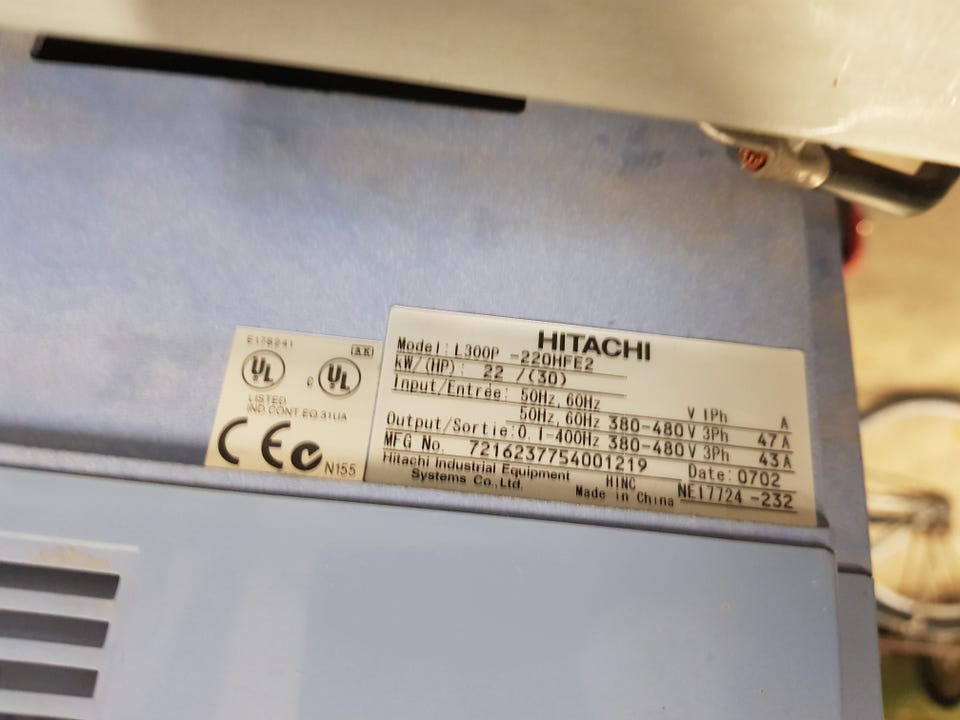 E178241
AK
UL
c UL
LISTED
IND.CONT.EQ.31UA
CE
N155
HITACHI
Model: L300P -220HFE2
KW/(HP): 22 /(30)
Input/Entrée: 50Hz, 60Hz V 1Ph A
50Hz, 60Hz 380-480V 3Ph 47A
Output/Sortie:0.1-400Hz 380-480V 3Ph 43A
MFG No. 7216237754001219 Date: 0702
Hitachi Industrial Equipment
Systems Co.,Ltd.
HINC
Made in China
NE17724 -232